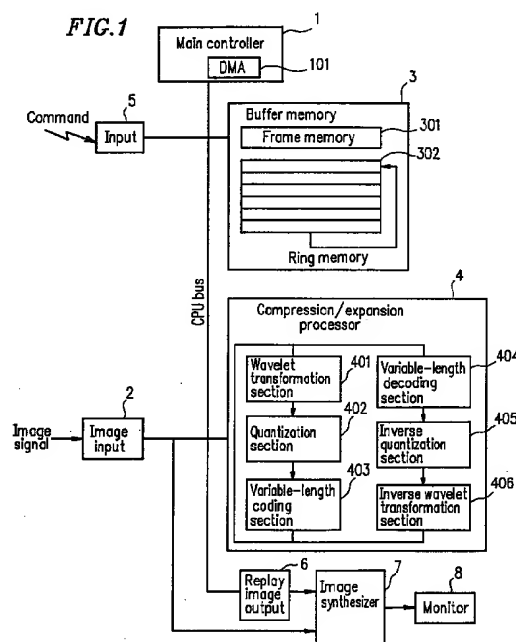 FIG.1
1
Main controller
DMA
101
5
Command
Input
3
Buffer memory
Frame memory
301
302
Ring memory
CPU bus
4
Compression/expansion
processor
Wavelet
transformation
section
401
Variable-length
decoding
section
404
2
Image signal
Image input
Quantization
section
402
Inverse
quantization
section
405
Variable-length
coding
section
403
Inverse wavelet
transformation
section
406
6
Replay
image
output
7
Image
synthesizer
8
Monitor